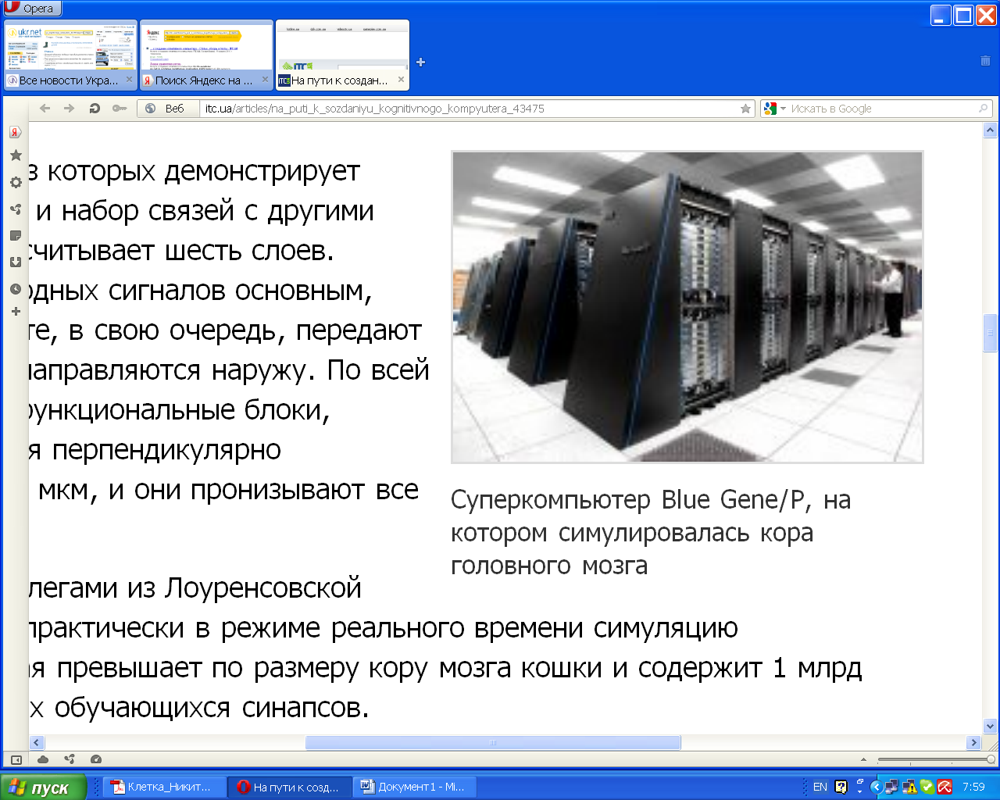 Opera
Все новости Укра...
Поиск Яндекс на ...
На пути к создан...
Веб
itc.ua/articles/na_puti_k_sozdaniyu_kognitivnogo_kompyutera_43475
Искать в Google
в которых демонстрирует
и набор связей с другими
считывает шесть слоев.
одных сигналов основным,
те, в свою очередь, передают
направляются наружу. По всей
функциональные блоки,
я перпендикулярно
мкм, и они пронизывают все
Суперкомпьютер Blue Gene/P, на
котором симулировалась кора
головного мозга
легами из Лоуренсовской
практически в режиме реального времени симуляцию
ая превышает по размеру кору мозга кошки и содержит 1 млрд
х обучающихся синапсов.
пуск
Клетка_Никит...
На пути к созд...
Документ1 - Mi...
EN
7:59